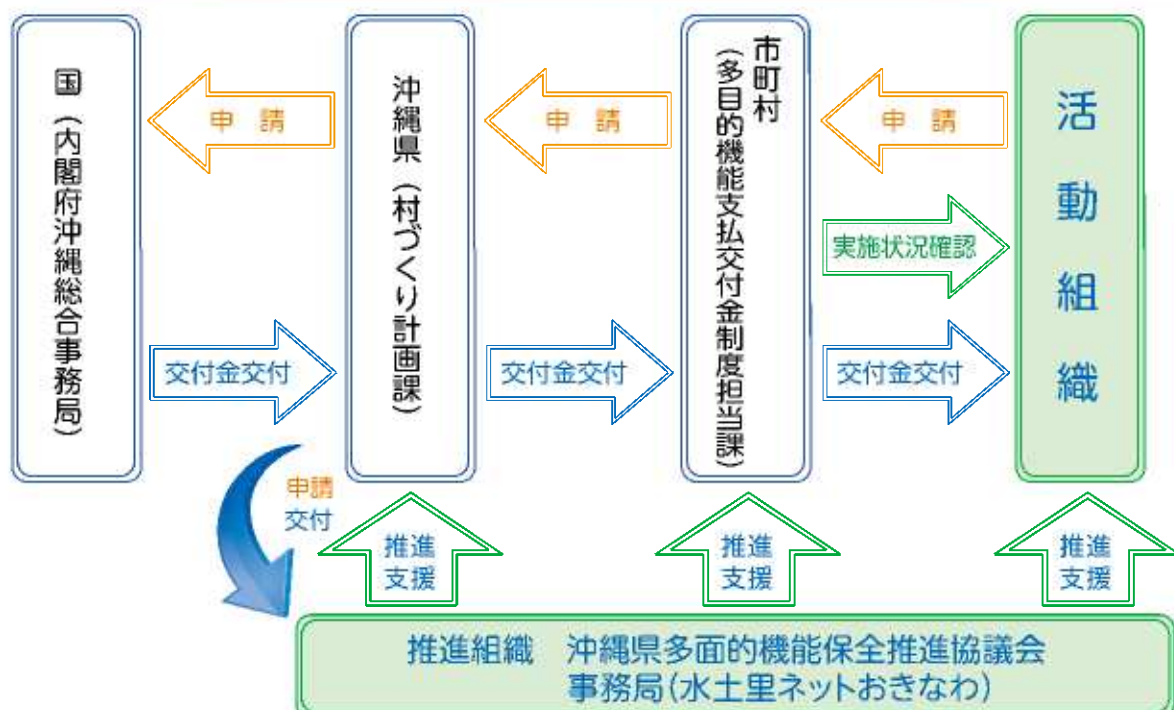 国（内閣府沖縄総合事務局）
申 請
交付金交付
沖縄県（村づくり計画課）
申 請
交付金交付
市町村
（多目的機能支払交付金制度担当課）
申 請
実施状況確認
交付金交付
活動組織
申請
交付
推進
支援
推進
支援
推進
支援
推進組織　沖縄県多面的機能保全推進協議会
事務局（水土里ネットおきなわ）